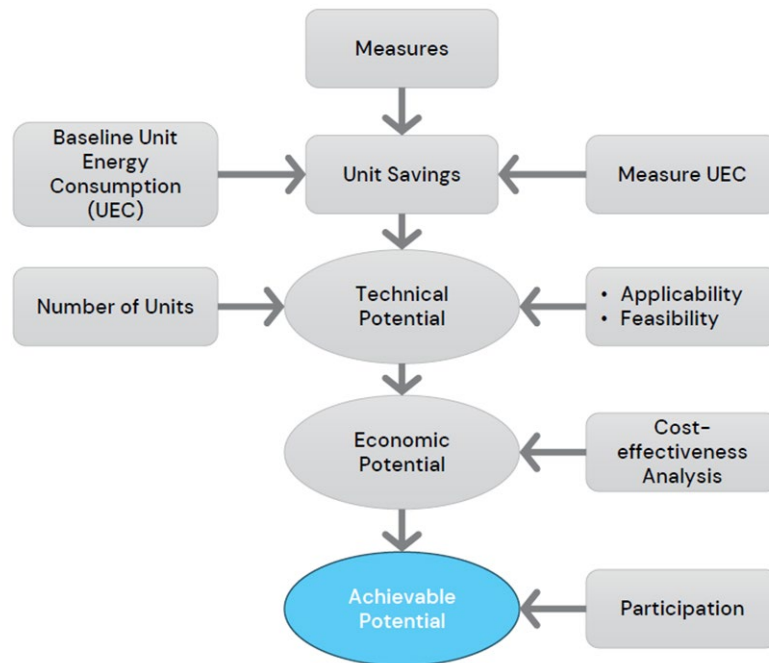 Measures
Baseline Unit
Energy
Consumption
(UEC)
Unit Savings
Measure UEC
Number of Units
Technical
Potential
• Applicability
• Feasibility
Economic
Potential
Cost-
effectiveness
Analysis
Achievable
Potential
Participation